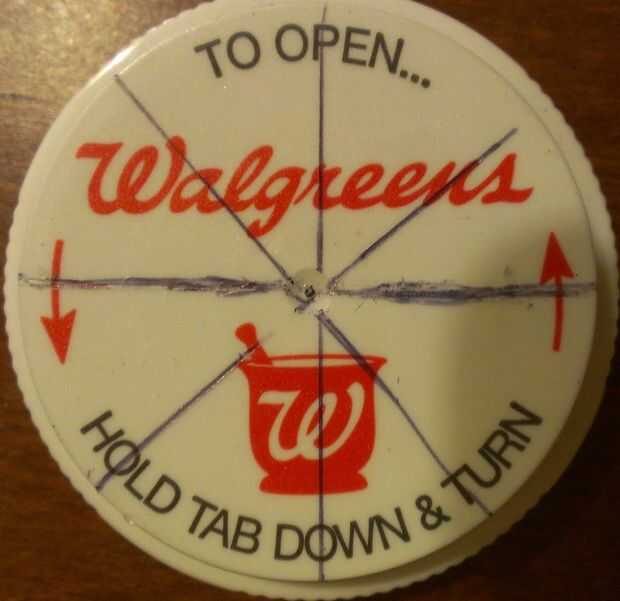 TO OPEN...
Walgreens
W
HOLD TAB DOWN & TURN